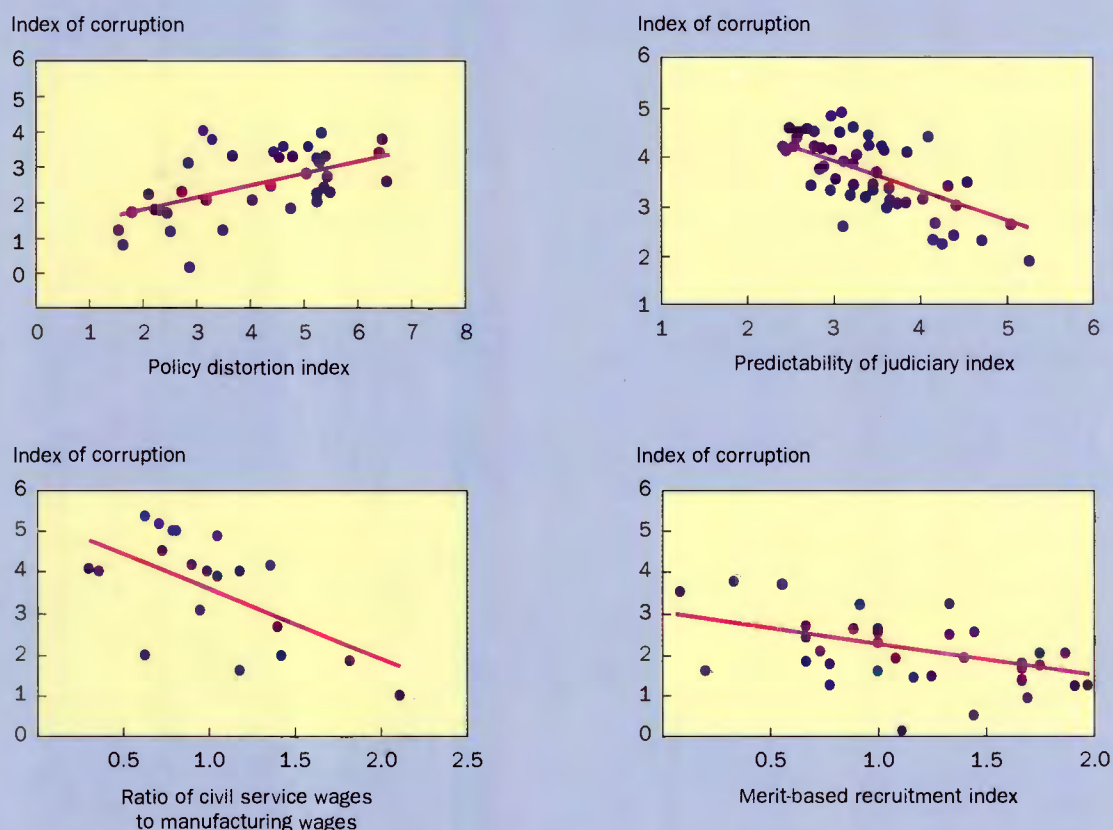 Index of corruption
6
5
4
3
2
1
0
0 1 2 3 4 5 6 7 8
Policy distortion index
Index of corruption
6
5
4
3
2
1
1 2 3 4 5 6
Predictability of judiciary index
Index of corruption
6
5
4
3
2
1
0
0.5 1.0 1.5 2.0 2.5
Ratio of civil service wages
to manufacturing wages
Index of corruption
6
5
4
3
2
1
0
0.5 1.0 1.5 2.0
Merit-based recruitment index